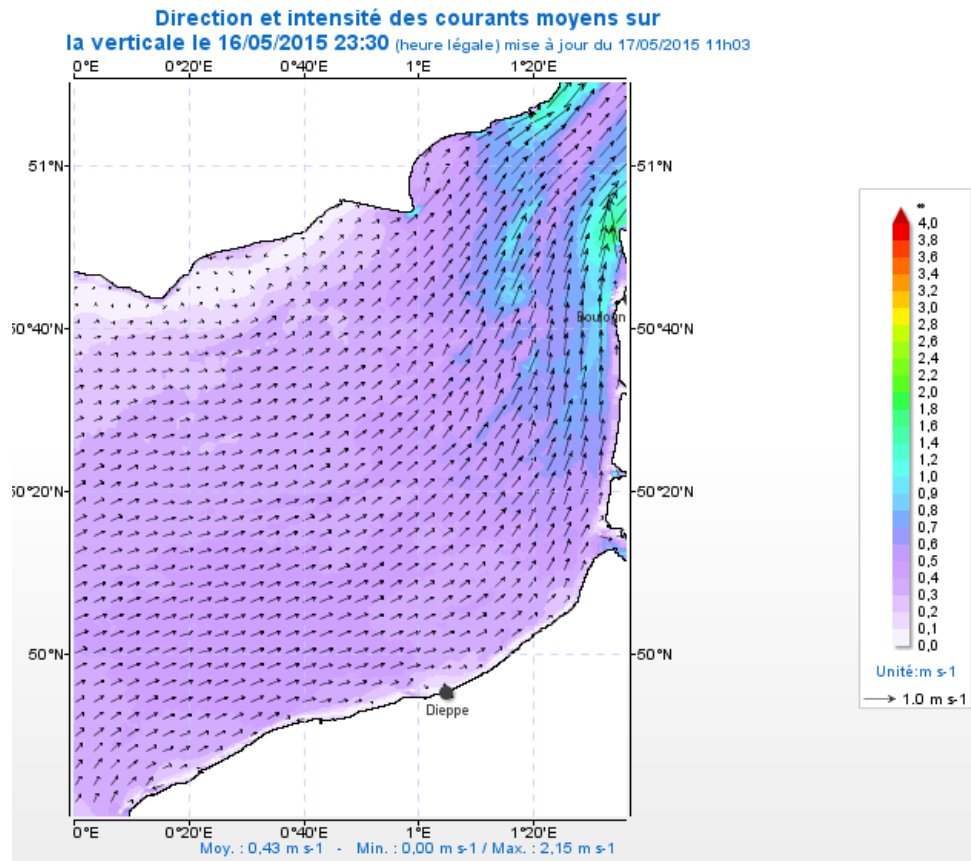 Direction et intensité des courants moyens sur
la verticale le 16/05/2015 23:30 (heure légale) mise à jour du 17/05/2015 11h03
0°E 0°20'E 0°40'E 1°E 1°20'E
51°N 51°N
Boulogn
50°40'N 50°40'N
50°20'N 50°20'N
50°N 50°N
Dieppe
0°E 0°20'E 0°40'E 1°E 1°20'E
Moy. : 0,43 m s-1 - Min. : 0,00 m s-1 / Max. : 2,15 m s-1
∞
4,0
3,8
3,6
3,4
3,2
3,0
2,8
2,6
2,4
2,2
2,0
1,8
1,6
1,4
1,2
1,0
0,9
0,8
0,7
0,6
0,5
0,4
0,3
0,2
0,1
0,0
Unité:m s-1
1.0 m s-1